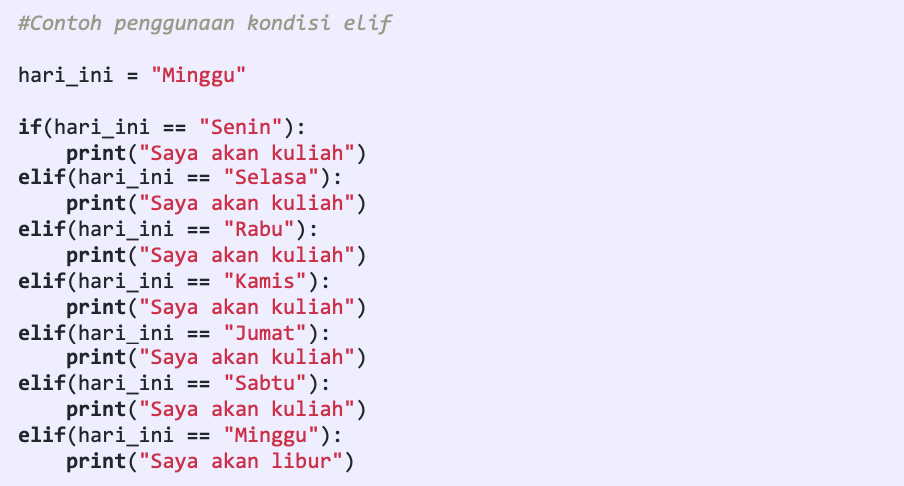 #Contoh penggunaan kondisi elif
hari_ini = "Minggu"
if(hari_ini == "Senin"):
    print("Saya akan kuliah")
elif(hari_ini == "Selasa"):
    print("Saya akan kuliah")
elif(hari_ini == "Rabu"):
    print("Saya akan kuliah")
elif(hari_ini == "Kamis"):
    print("Saya akan kuliah")
elif(hari_ini == "Jumat"):
    print("Saya akan kuliah")
elif(hari_ini == "Sabtu"):
    print("Saya akan kuliah")
elif(hari_ini == "Minggu"):
    print("Saya akan libur")